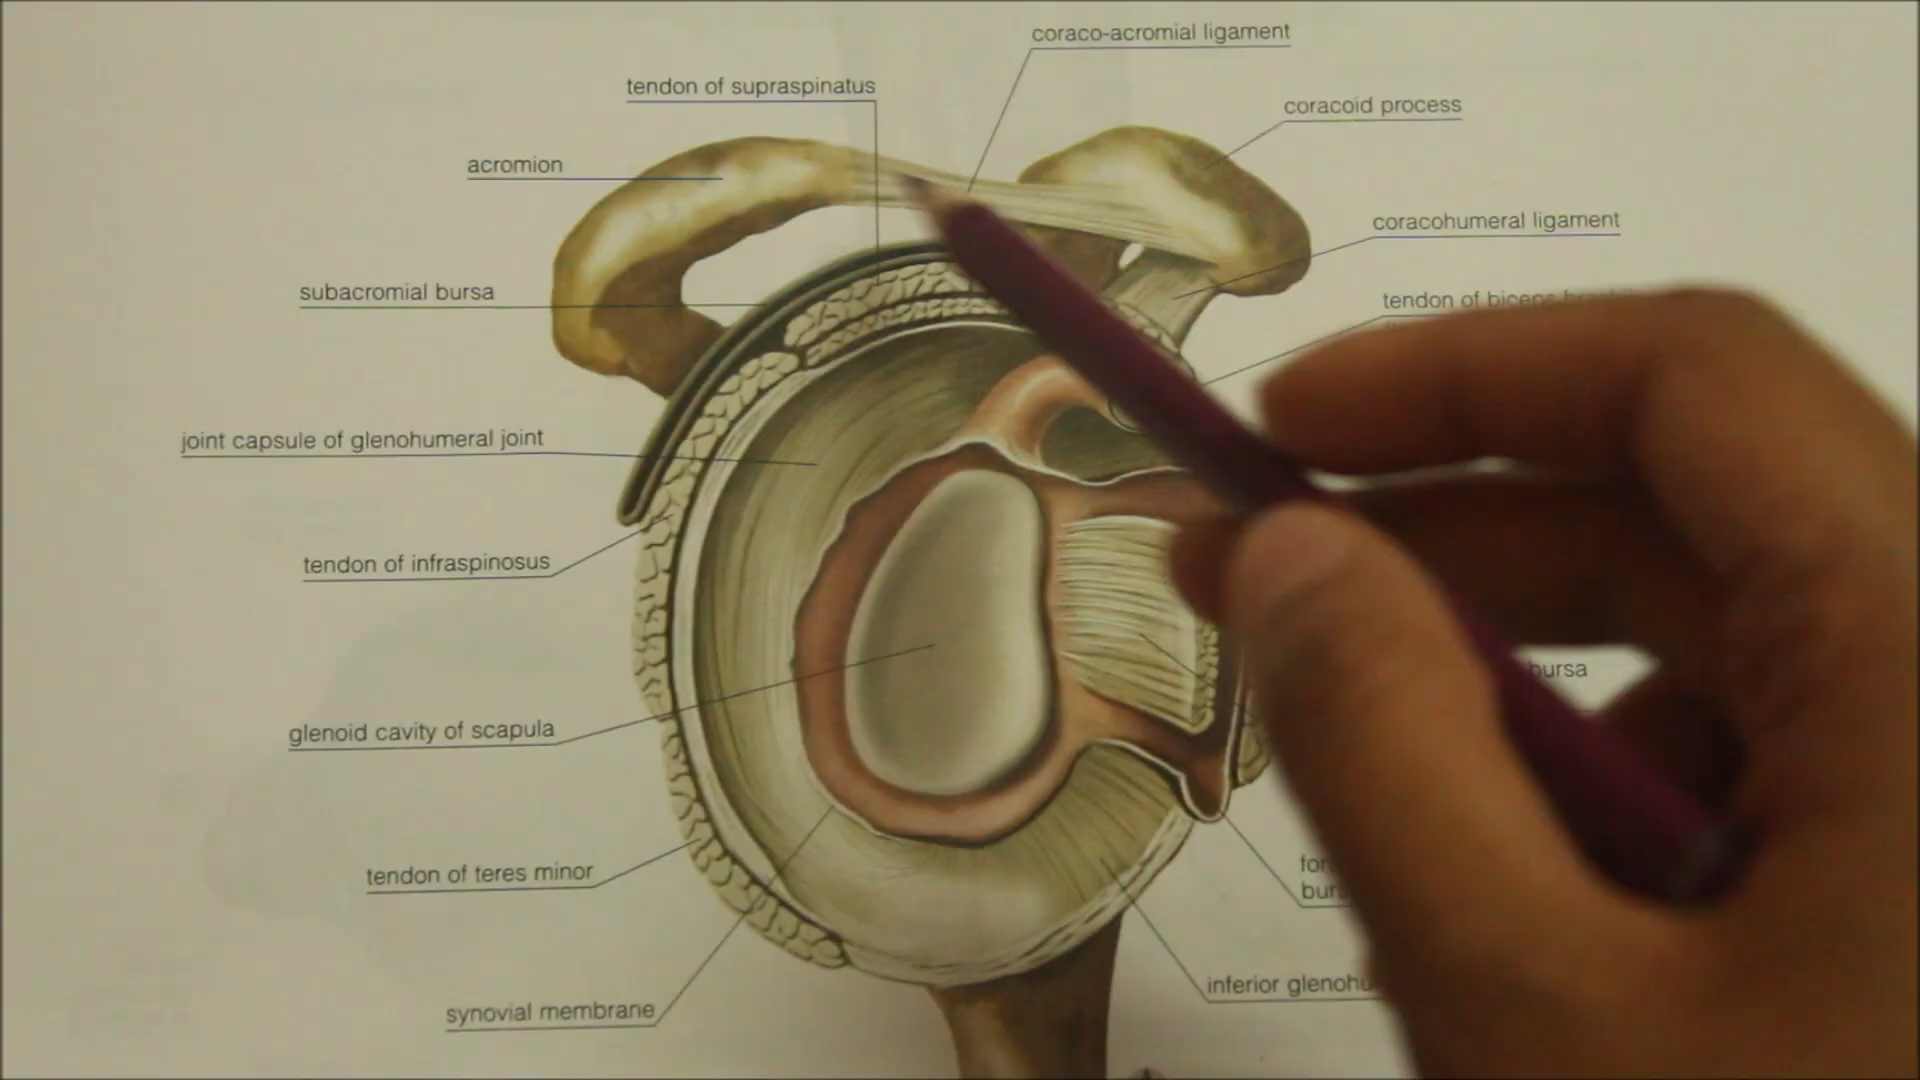 coraco-acromial ligament
tendon of supraspinatus
coracoid process
acromion
coracohumeral ligament
subacromial bursa
tendon of biceps
joint capsule of glenohumeral joint
tendon of infraspinosus
bursa
glenoid cavity of scapula
tendon of teres minor
inferior
synovial membrane